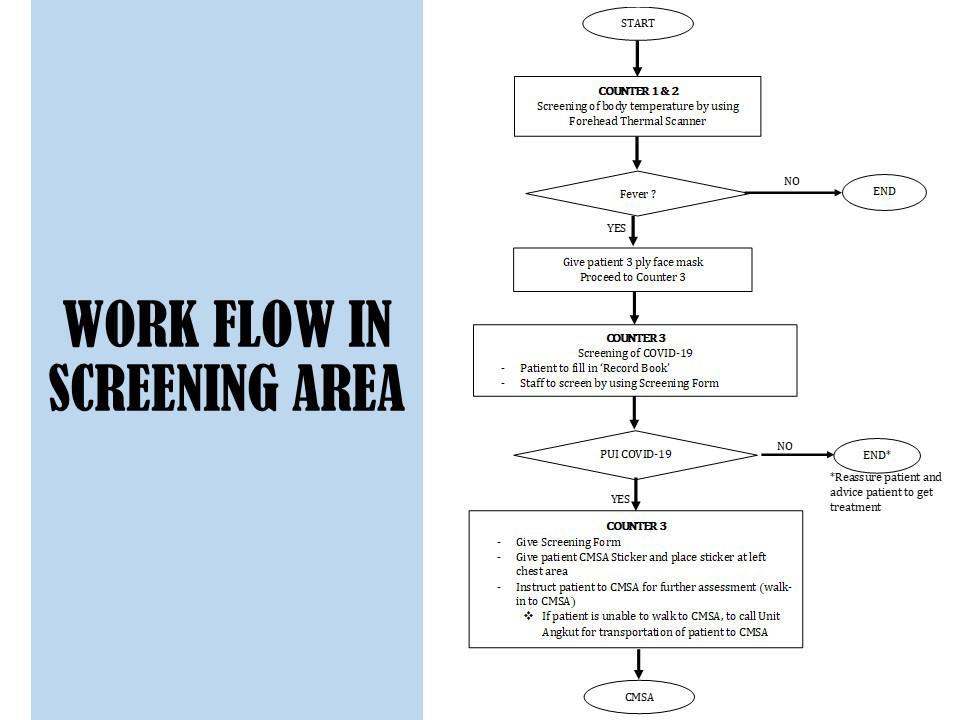 WORK FLOW IN
SCREENING AREA
START
COUNTER 1 & 2
Screening of body temperature by using
Forehead Thermal Scanner
Fever ?
NO
END
YES
Give patient 3 ply face mask
Proceed to Counter 3
COUNTER 3
Screening of COVID-19
- Patient to fill in ‘Record Book’
- Staff to screen by using Screening Form
PUI COVID-19
NO
END*
*Reassure patient and
advice patient to get
treatment
YES
COUNTER 3
- Give Screening Form
- Give patient CMSA Sticker and place sticker at left
chest area
- Instruct patient to CMSA for further assessment (walk-
in to CMSA)
❖ If patient is unable to walk to CMSA, to call Unit
Angkut for transportation of patient to CMSA
CMSA